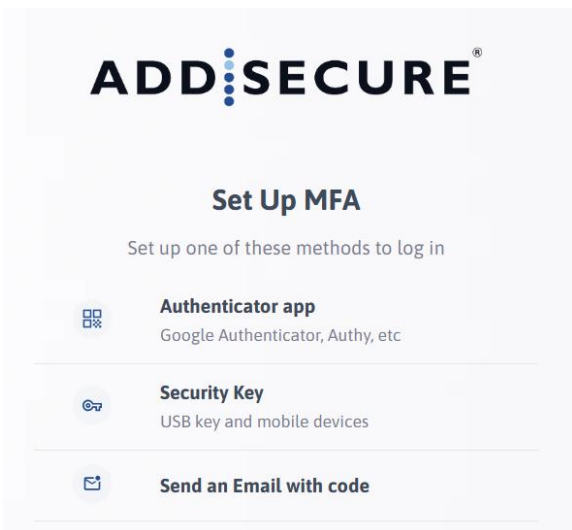 ADDSECURE®
Set Up MFA
Set up one of these methods to log in
Authenticator app
Google Authenticator, Authy, etc
Security Key
USB key and mobile devices
Send an Email with code